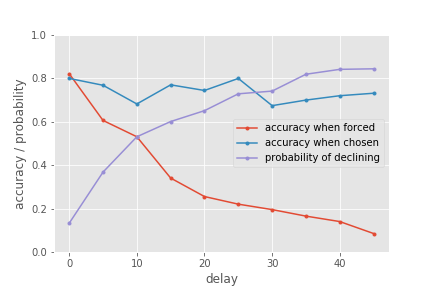 1.0
0.8
0.6
0.4
0.2
0.0
accuracy / probability
accuracy when forced
accuracy when chosen
probability of declining
0 10 20 30 40
delay